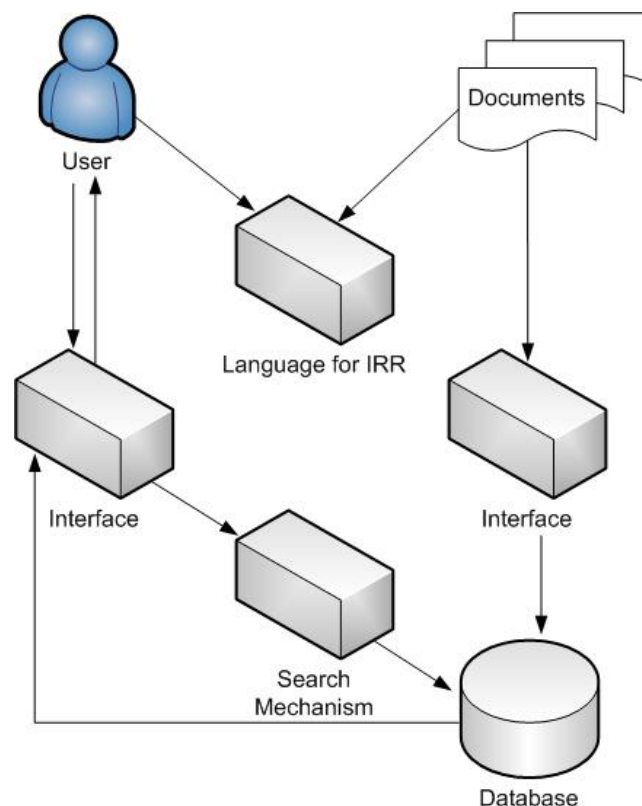 Documents
User
Language for IRR
Interface
Interface
Search
Mechanism
Database